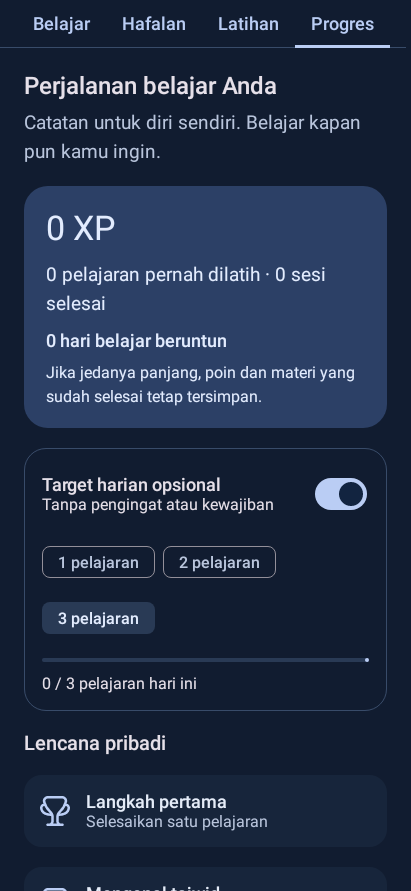 Belajar Hafalan Latihan Progres
Perjalanan belajar Anda
Catatan untuk diri sendiri. Belajar kapan
pun kamu ingin.
0 XP
0 pelajaran pernah dilatih · 0 sesi
selesai
0 hari belajar beruntun
Jika jedanya panjang, poin dan materi yang
sudah selesai tetap tersimpan.
Target harian opsional
Tanpa pengingat atau kewajiban
1 pelajaran 2 pelajaran
3 pelajaran
0 / 3 pelajaran hari ini
Lencana pribadi
Langkah pertama
Selesaikan satu pelajaran